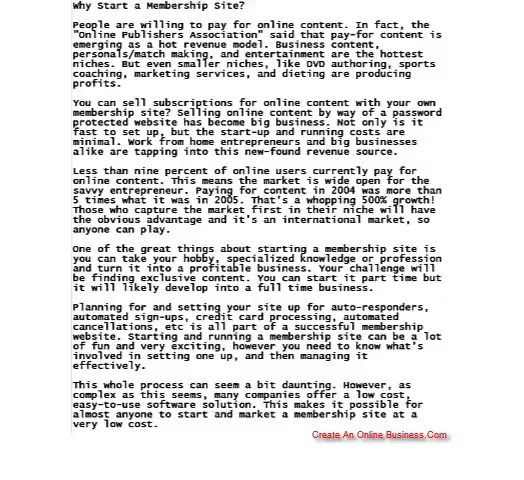 Why Start a Membership Site?
People are willing to pay for online content. In fact, the
"Online Publishers Association" said that pay-for content is
emerging as a hot revenue model. Business content,
personals/match making, and entertainment are the hottest
niches. But even smaller niches, like DVD authoring, sports
coaching, marketing services, and dieting are producing
profits.
You can sell subscriptions for online content with your own
membership site? Selling online content by way of a password
protected website has become big business. Not only is it
fast to set up, but the start-up and running costs are
minimal. Work from home entrepreneurs and big businesses
alike are tapping into this new-found revenue source.
Less than nine percent of online users currently pay for
online content. This means the market is wide open for the
savvy entrepreneur. Paying for content in 2004 was more than
5 times what it was in 2005. That's a whopping 500% growth!
Those who capture the market first in their niche will have
the obvious advantage and it's an international market, so
anyone can play.
One of the great things about starting a membership site is
you can take your hobby, specialized knowledge or profession
and turn it into a profitable business. Your challenge will
be finding exclusive content. You can start it part time but
it will likely develop into a full time business.
Planning for and setting your site up for auto-responders,
automated sign-ups, credit card processing, automated
cancellations, etc is all part of a successful membership
website. Starting and running a membership site can be a lot
of fun and very exciting, however you need to know what's
involved in setting one up, and then managing it
effectively.
This whole process can seem a bit daunting. However, as
complex as this seems, many companies offer a low cost,
easy-to-use software solution. This makes it possible for
almost anyone to start and market a membership site at a
very low cost.
Create An Online Business.Com